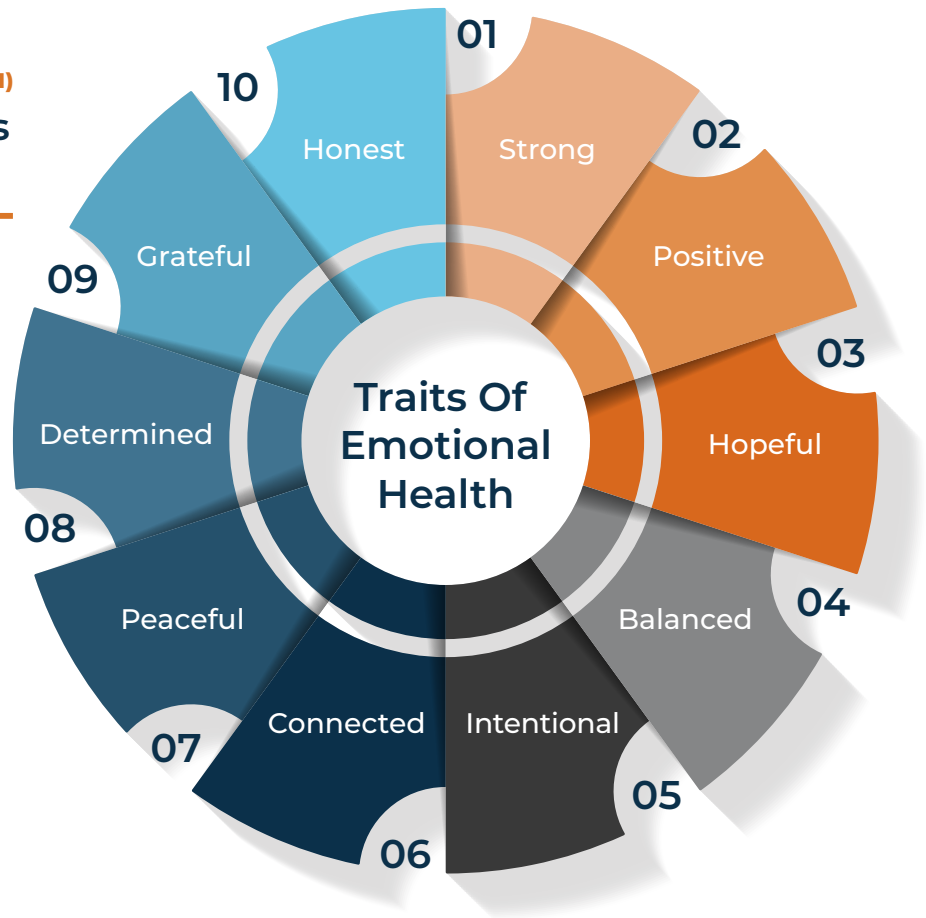 Traits Of
Emotional
Health
01
Strong
02
Positive
03
Hopeful
04
Balanced
05
Intentional
06
Connected
07
Peaceful
08
Determined
09
Grateful
10
Honest